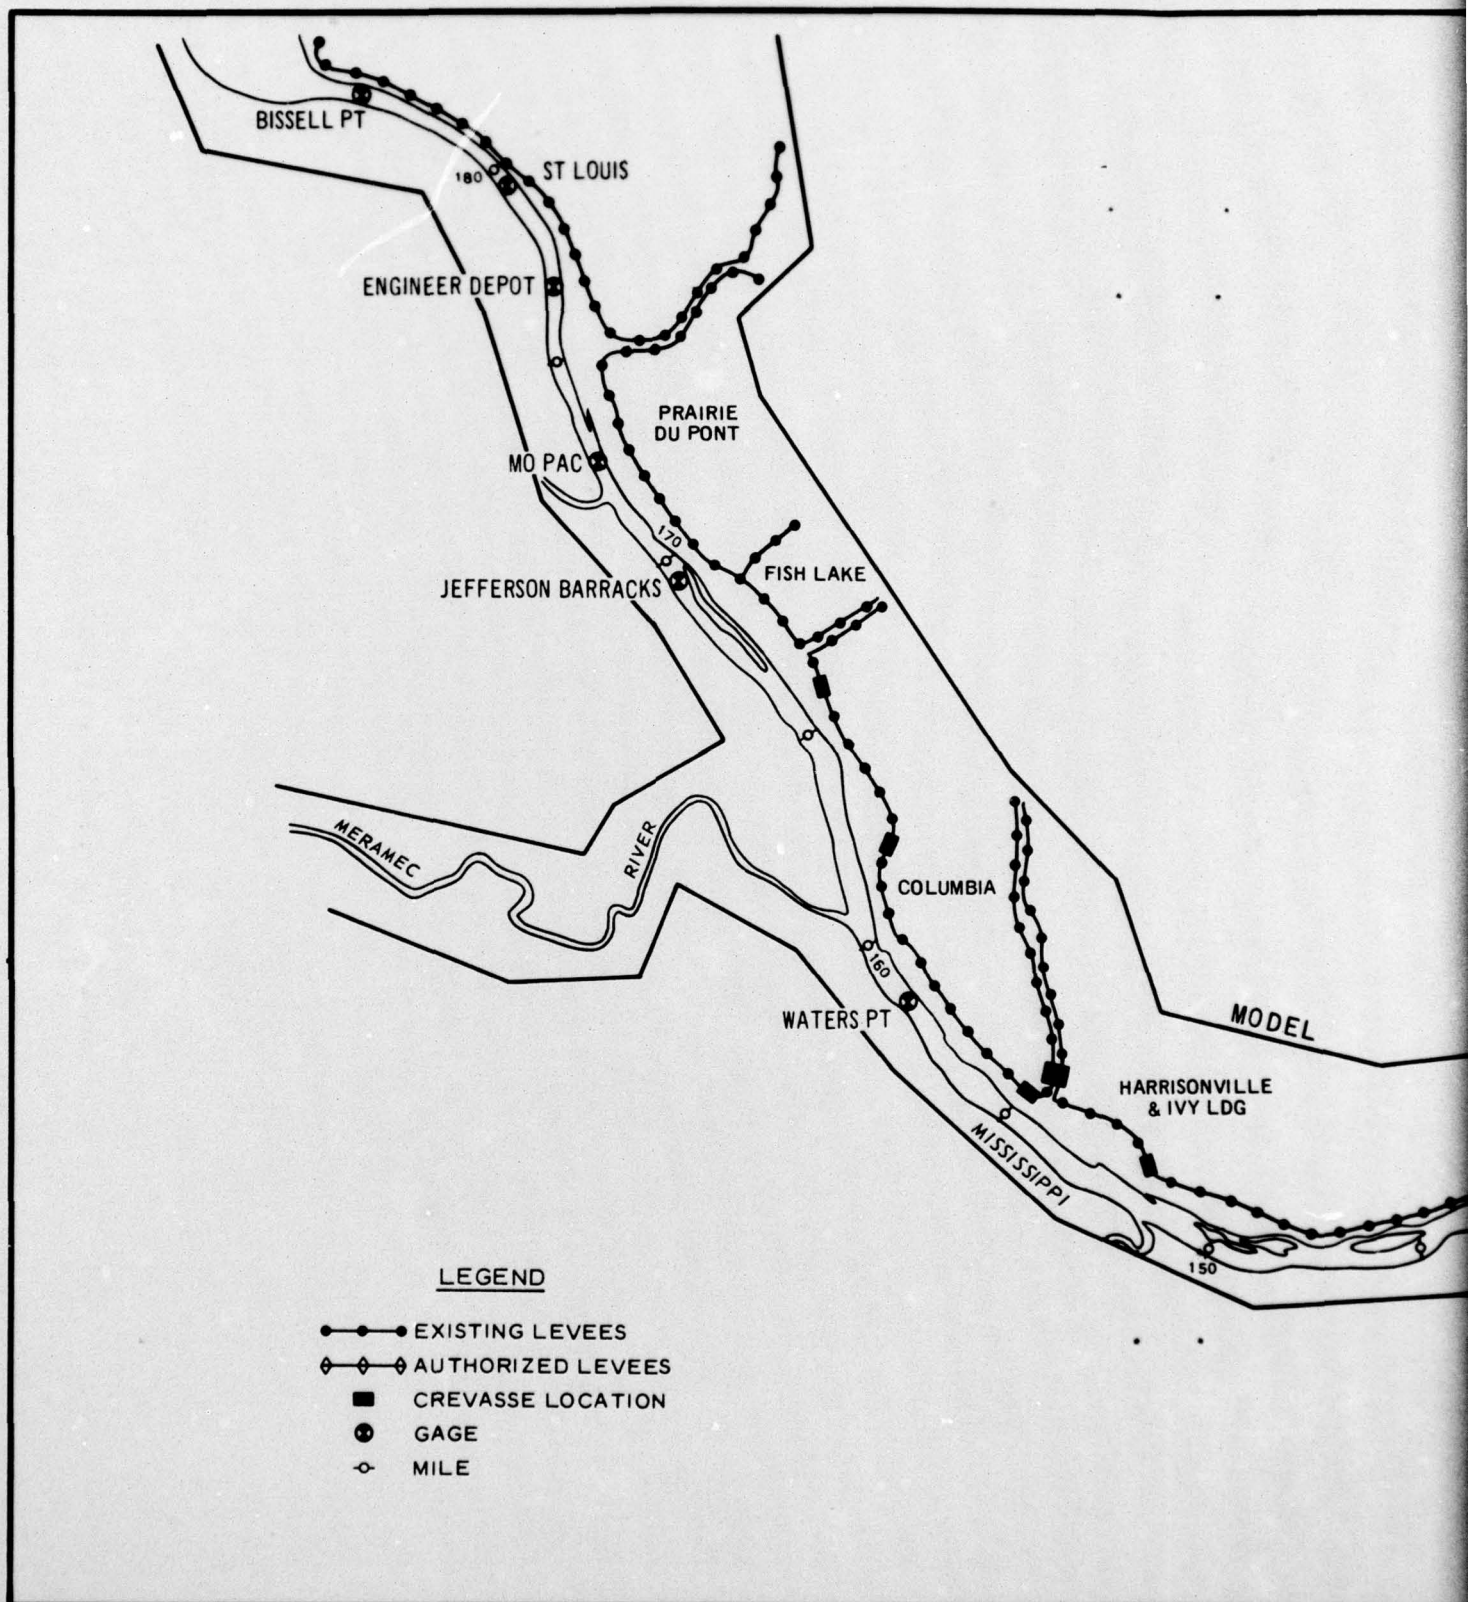 BISSELL PT
180
ST LOUIS
ENGINEER DEPOT
PRAIRIE
DU PONT
MO PAC
170
FISH LAKE
JEFFERSON BARRACKS
MERAMEC
RIVER
COLUMBIA
160
WATERS PT
MODEL
HARRISONVILLE
& IVY LDG
MISSISSIPPI
150
LEGEND
EXISTING LEVEES
AUTHORIZED LEVEES
CREVASSE LOCATION
GAGE
MILE